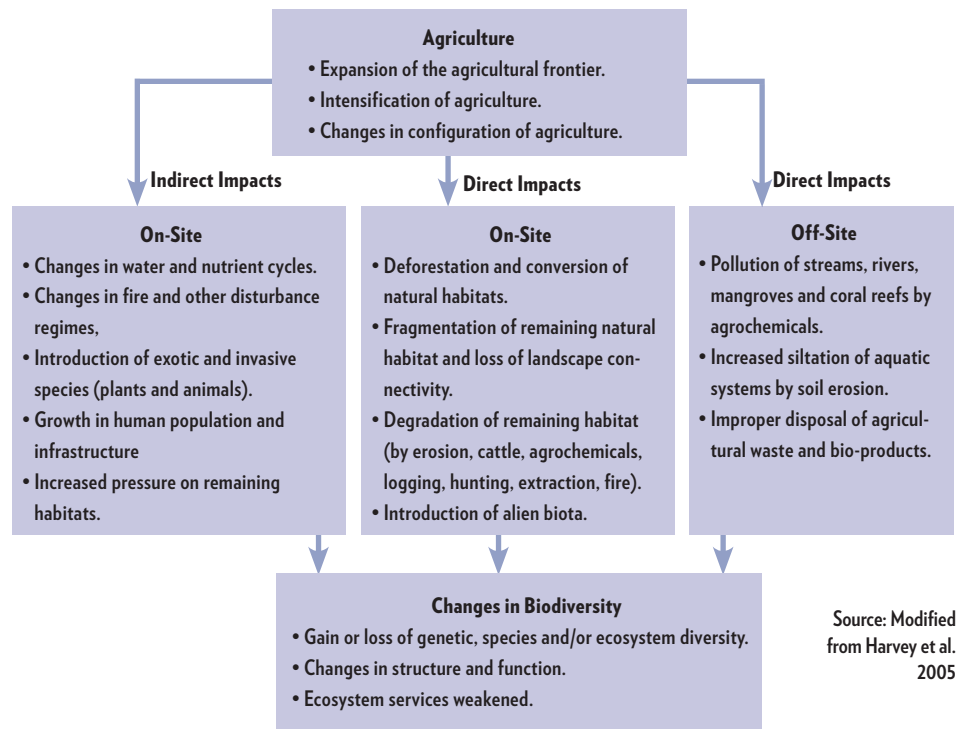 Agriculture
• Expansion of the agricultural frontier.
• Intensification of agriculture.
• Changes in configuration of agriculture.
Indirect Impacts
Direct Impacts
Direct Impacts
On-Site
• Changes in water and nutrient cycles.
• Changes in fire and other disturbance
regimes,
• Introduction of exotic and invasive
species (plants and animals).
• Growth in human population and
infrastructure
• Increased pressure on remaining
habitats.
On-Site
• Deforestation and conversion of
natural habitats.
• Fragmentation of remaining natural
habitat and loss of landscape con-
nectivity.
• Degradation of remaining habitat
(by erosion, cattle, agrochemicals,
logging, hunting, extraction, fire).
• Introduction of alien biota.
Off-Site
• Pollution of streams, rivers,
mangroves and coral reefs by
agrochemicals.
• Increased siltation of aquatic
systems by soil erosion.
• Improper disposal of agricul-
tural waste and bio-products.
Changes in Biodiversity
• Gain or loss of genetic, species and/or ecosystem diversity.
• Changes in structure and function.
• Ecosystem services weakened.
Source: Modified
from Harvey et al.
2005